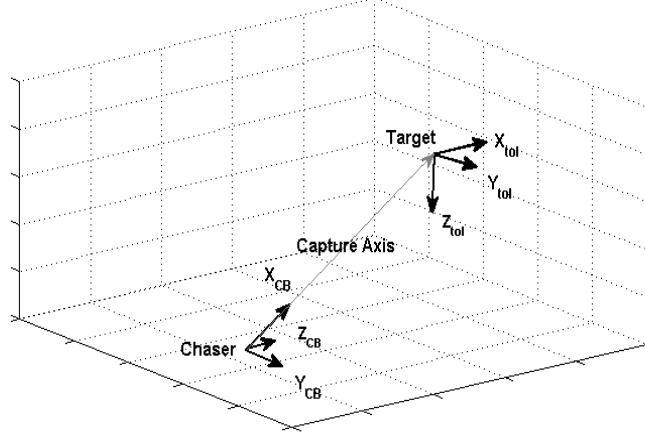 Target
X_tol
Y_tol
Z_tol
Capture Axis
X_CB
Z_CB
Chaser
Y_CB